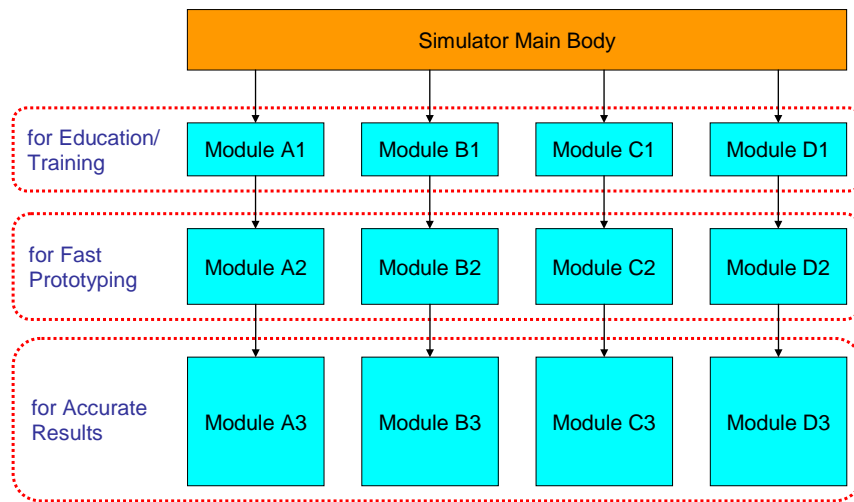 Simulator Main Body
for Education/
Training
Module A1
Module B1
Module C1
Module D1
for Fast
Prototyping
Module A2
Module B2
Module C2
Module D2
for Accurate
Results
Module A3
Module B3
Module C3
Module D3